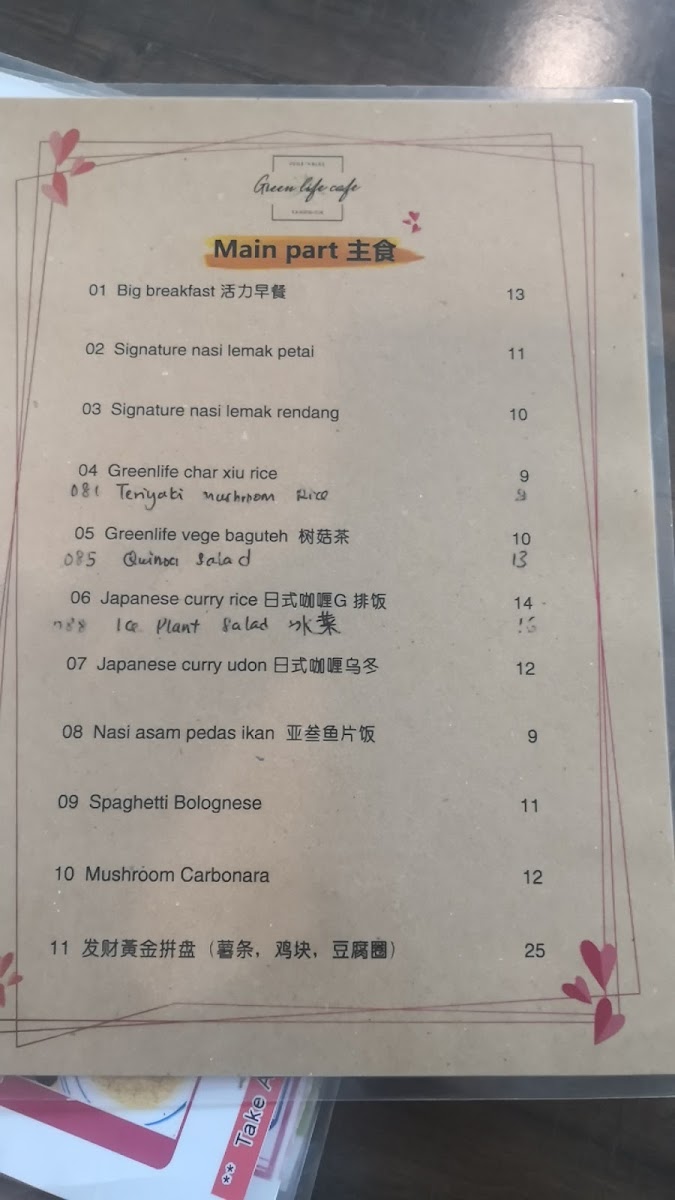 Green life cafe
Main part 主食
01 Big breakfast 活力早餐 13
02 Signature nasi lemak petai 11
03 Signature nasi lemak rendang 10
04 Greenlife char xiu rice 9
081 Teriyaki mushroom Rice
05 Greenlife vege baguteh 树菇茶 10
085 Quinoa Salad 13
06 Japanese curry rice 日式咖喱G 排饭 14
Ice Plant Salad 冰菜
07 Japanese curry udon 日式咖喱乌冬 12
08 Nasi asam pedas ikan 亚叁鱼片饭 9
09 Spaghetti Bolognese 11
10 Mushroom Carbonara 12
11 发财黃金拼盘（薯条，鸡块，豆腐圈） 25
** Take A